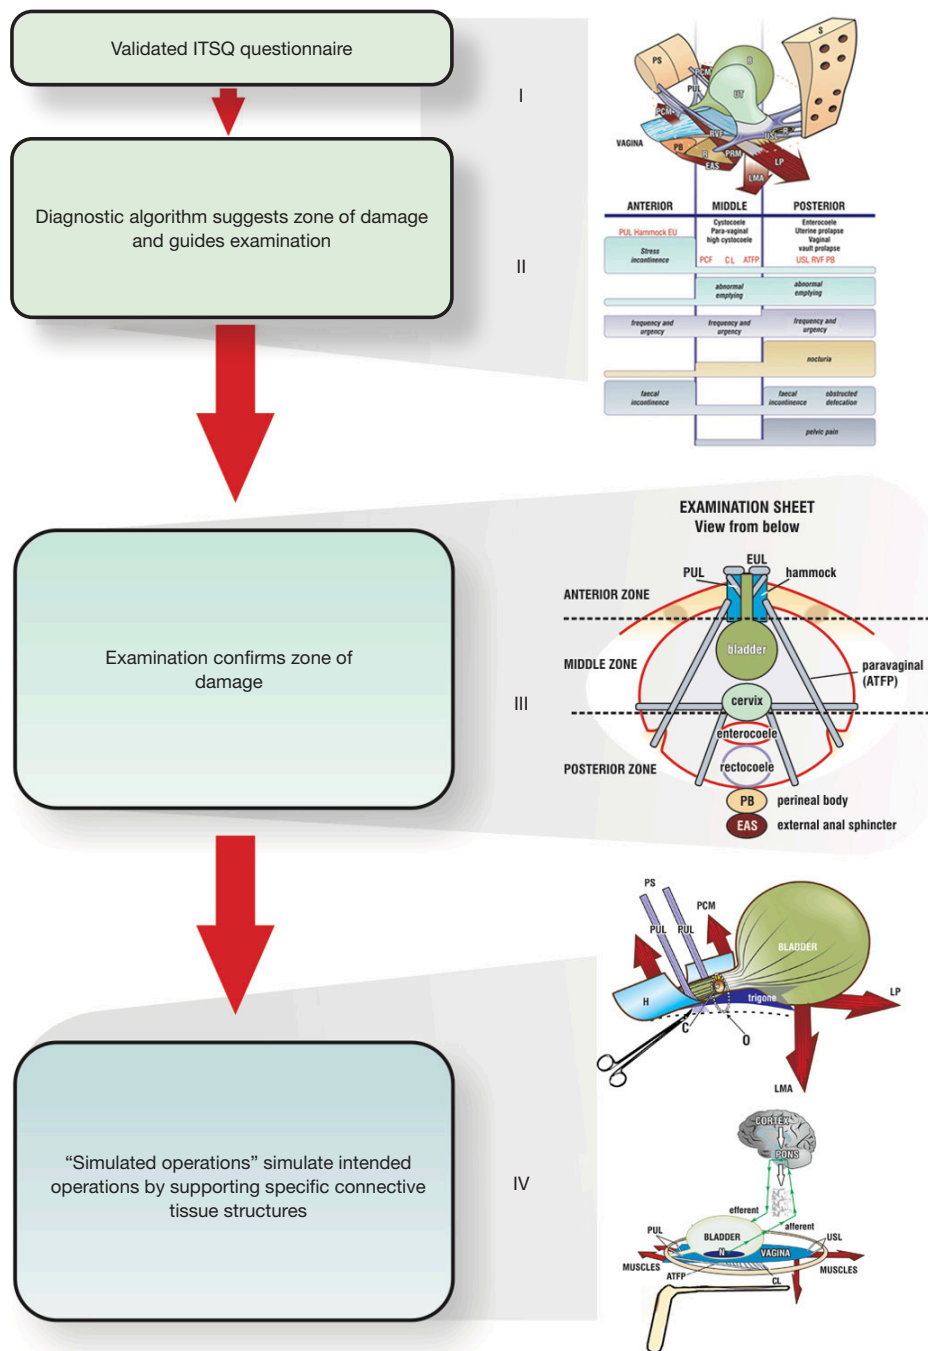 Validated ITSQ questionnaire
I
Diagnostic algorithm suggests zone of damage
and guides examination
II
S
PS
B
PCM
PUL
UT
PCM
RVF
USL
R
VAGINA
PB
PRM
LP
EAS
LMA
ANTERIOR MIDDLE POSTERIOR
PUL Hammock EU
Cystocoele
Para-vaginal
high cystocoele
Enterocoele
Uterine prolapse
Vaginal
vault prolapse
PCF CL ATFP
USL RVF PB
Stress
incontinence
abnormal
emptying
abnormal
emptying
frequency and
urgency
frequency and
urgency
frequency and
urgency
nocturia
faecal
incontinence
faecal
incontinence
obstructed
defecation
pelvic pain
Examination confirms zone of
damage
III
EXAMINATION SHEET
View from below
EUL
PUL
hammock
ANTERIOR ZONE
bladder
MIDDLE ZONE
paravaginal
(ATFP)
cervix
enterocoele
POSTERIOR ZONE
rectocoele
PB perineal body
EAS external anal sphincter
"Simulated operations" simulate intended
operations by supporting specific connective
tissue structures
IV
PS
PCM
PUL PUL
BLADDER
H
trigone
LP
C
O
LMA
CORTEX
PONS
efferent
afferent
PUL
BLADDER
USL
N
VAGINA
MUSCLES
MUSCLES
ATFP
CL